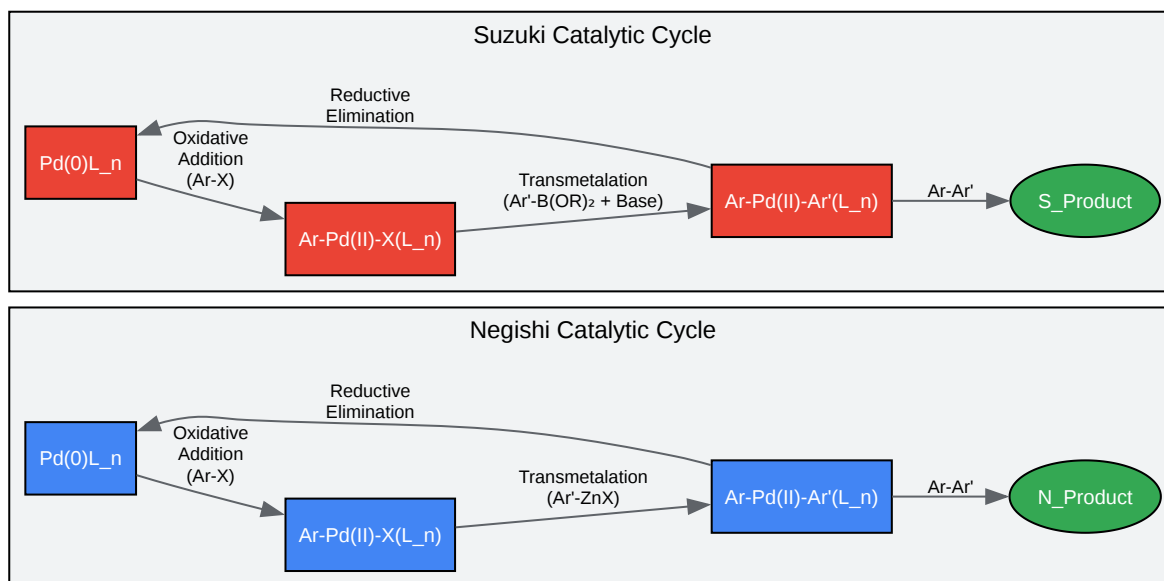 Suzuki Catalytic Cycle
Reductive
Elimination
Pd(0)L_n
Oxidative
Addition
(Ar-X)
Ar-Pd(II)-X(L_n)
Transmetalation
(Ar'-B(OR)₂ + Base)
Ar-Pd(II)-Ar'(L_n)
Ar-Ar'
S_Product
Negishi Catalytic Cycle
Reductive
Elimination
Pd(0)L_n
Oxidative
Addition
(Ar-X)
Ar-Pd(II)-X(L_n)
Transmetalation
(Ar'-ZnX)
Ar-Pd(II)-Ar'(L_n)
Ar-Ar'
N_Product